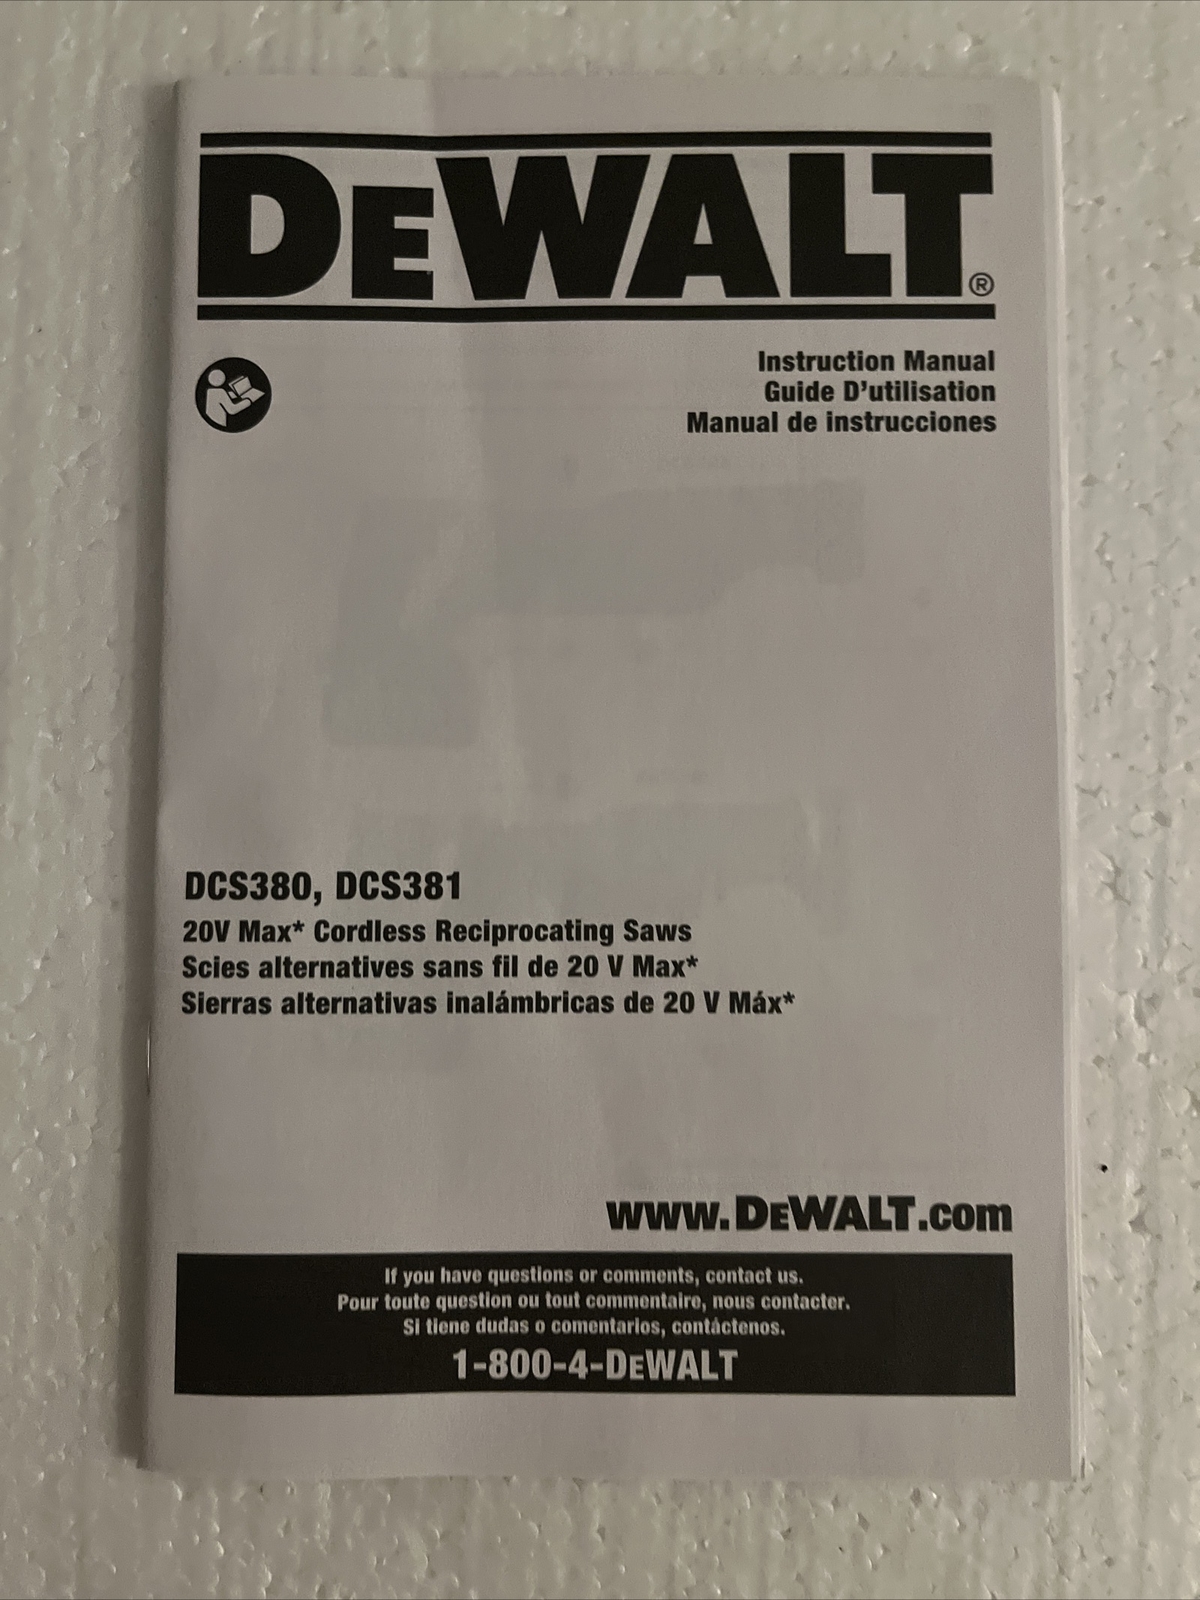 DEWALT®
Instruction Manual
Guide D'utilisation
Manual de instrucciones
DCS380, DCS381
20V Max* Cordless Reciprocating Saws
Scies alternatives sans fil de 20 V Max*
Sierras alternativas inalámbricas de 20 V Máx*
www.DEWALT.com
If you have questions or comments, contact us.
Pour toute question ou tout commentaire, nous contacter.
Si tiene dudas o comentarios, contáctenos.
1-800-4-DEWALT